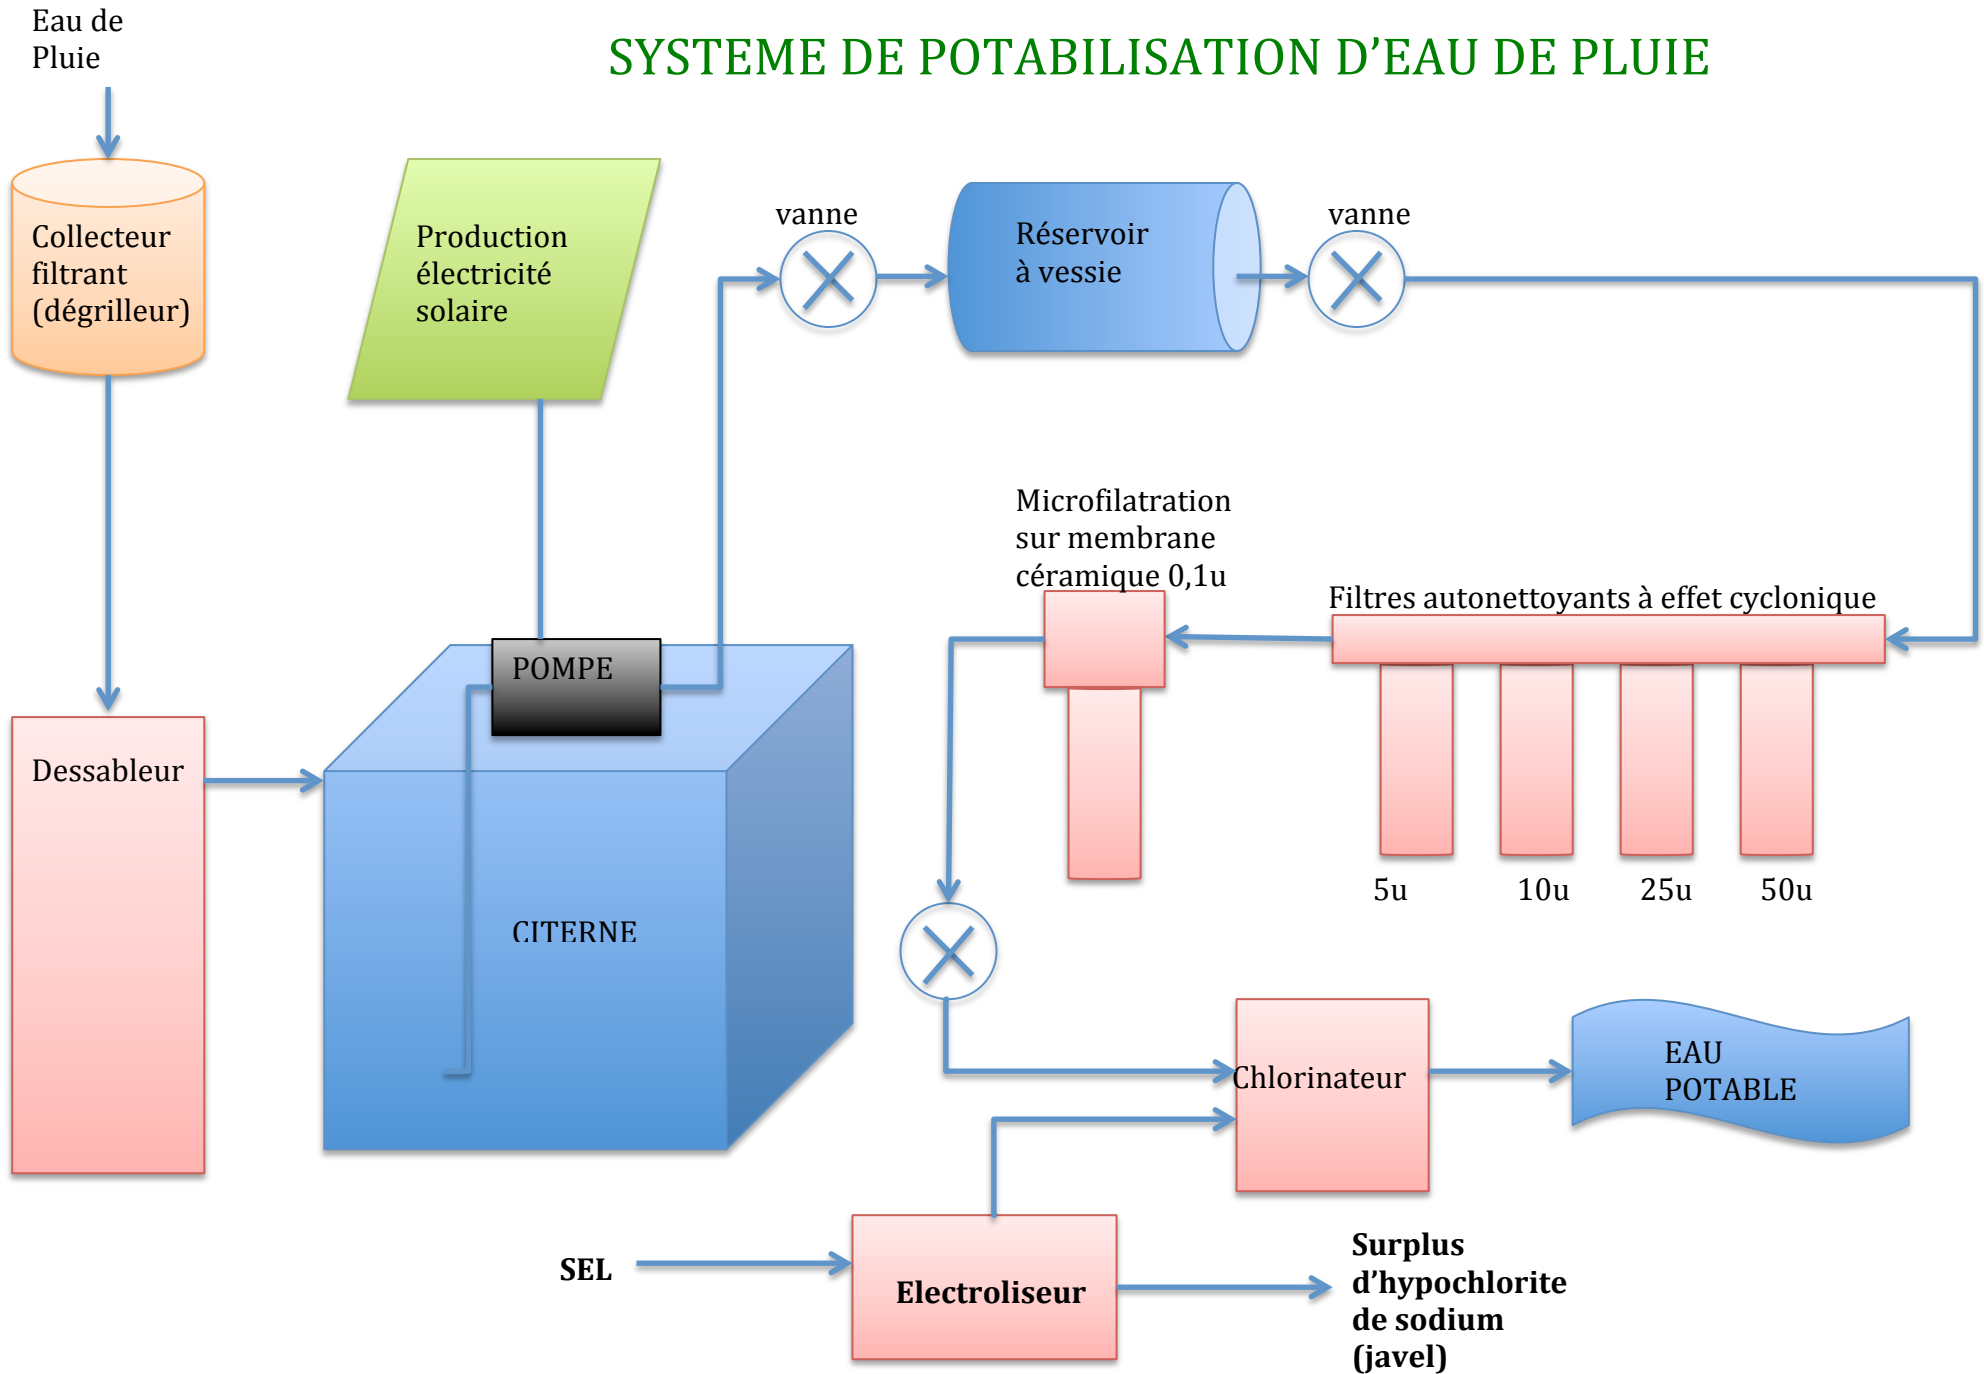 Eau de
Pluie
SYSTEME DE POTABILISATION D’EAU DE PLUIE
Collecteur
filtrant
(dégrilleur)
Production
électricité
solaire
vanne
Réservoir
à vessie
vanne
Microfilatration
sur membrane
céramique 0,1u
Filtres autonettoyants à effet cyclonique
POMPE
Dessableur
CITERNE
5u
10u
25u
50u
Chlorinateur
EAU
POTABLE
SEL
Electroliseur
Surplus
d’hypochlorite
de sodium
(javel)